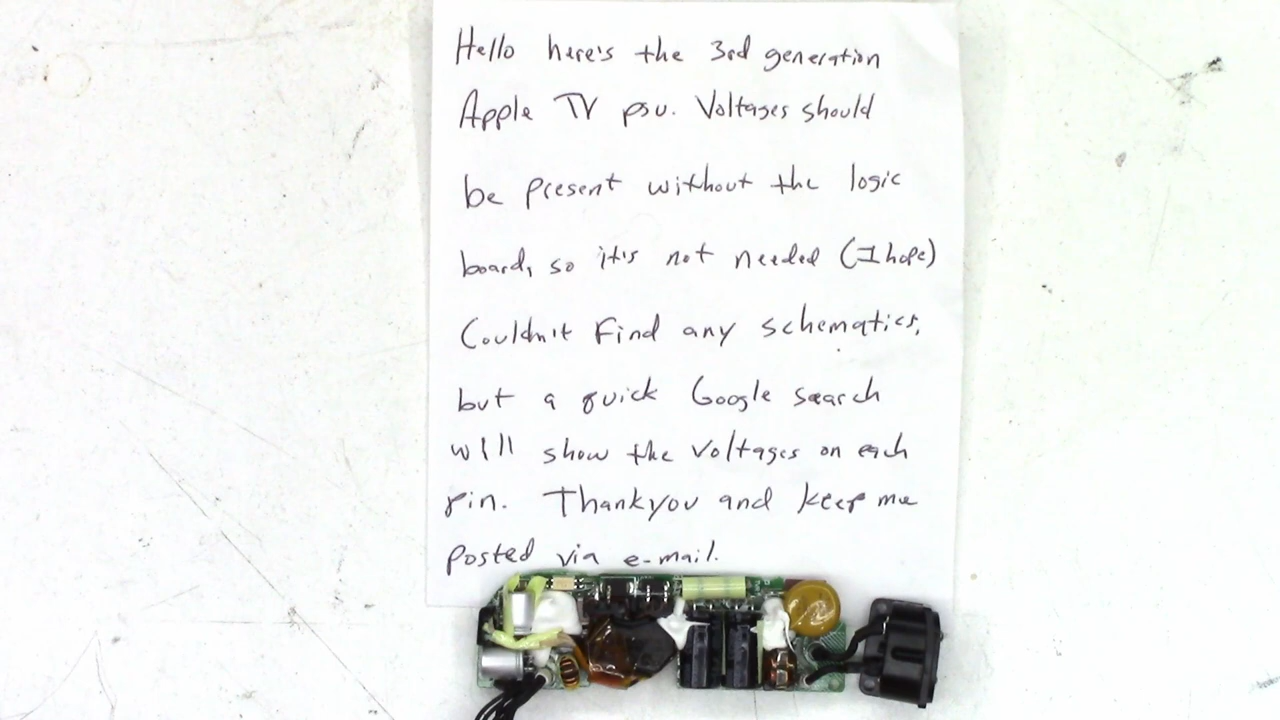 Hello here's the 3rd generation
Apple TV psu. Voltages should
be present without the logic
board, so it's not needed (I hope)
Couldn't find any schematics,
but a quick Google search
will show the voltages on each
pin. Thankyou and keep me
posted via e-mail.